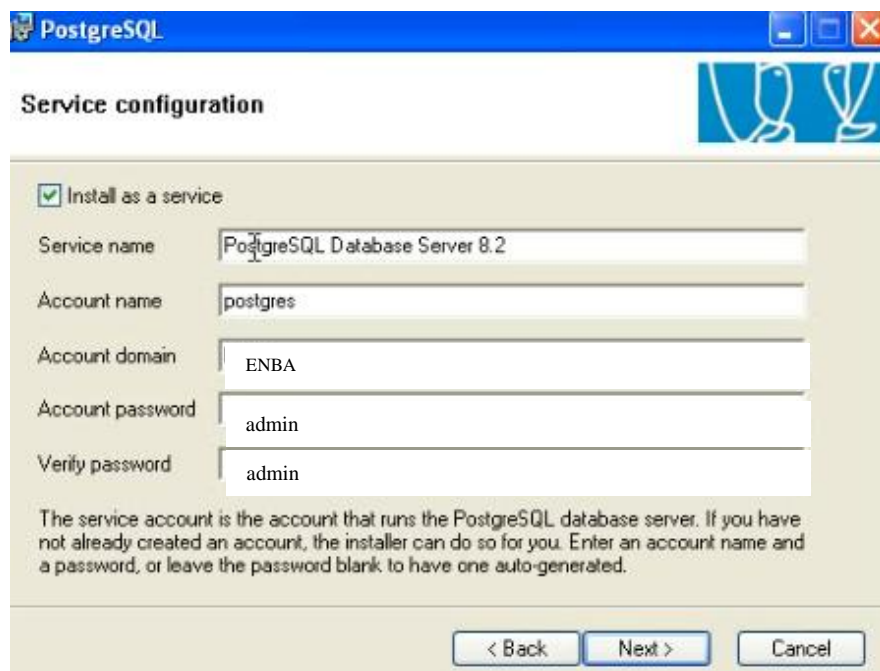 PostgreSQL
Service configuration
Install as a service
Service name PostgreSQL Database Server 8.2
Account name postgres
Account domain ENBA
Account password admin
Verify password admin
The service account is the account that runs the PostgreSQL database server. If you have
not already created an account, the installer can do so for you. Enter an account name and
a password, or leave the password blank to have one auto-generated.
< Back Next > Cancel